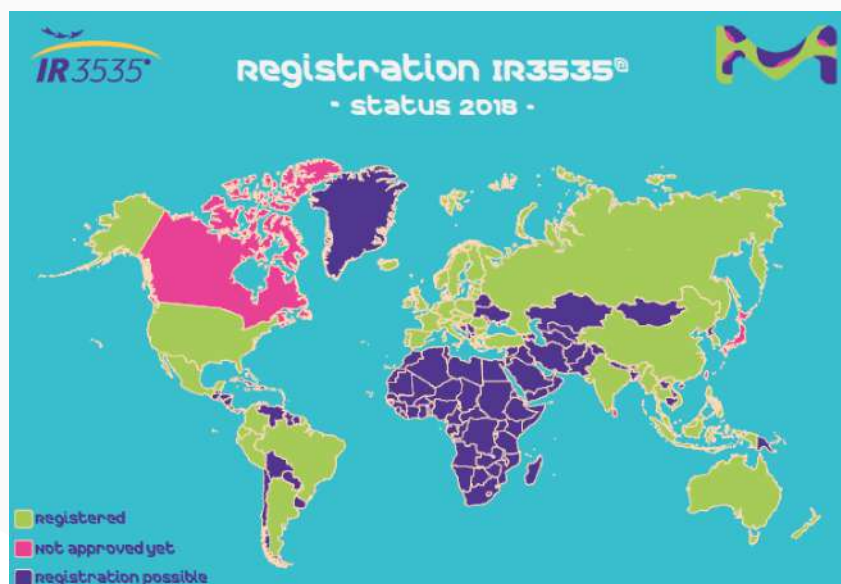 IR3535®
Registration IR3535®
- status 2018 -
Registered
Not approved yet
Registration possible